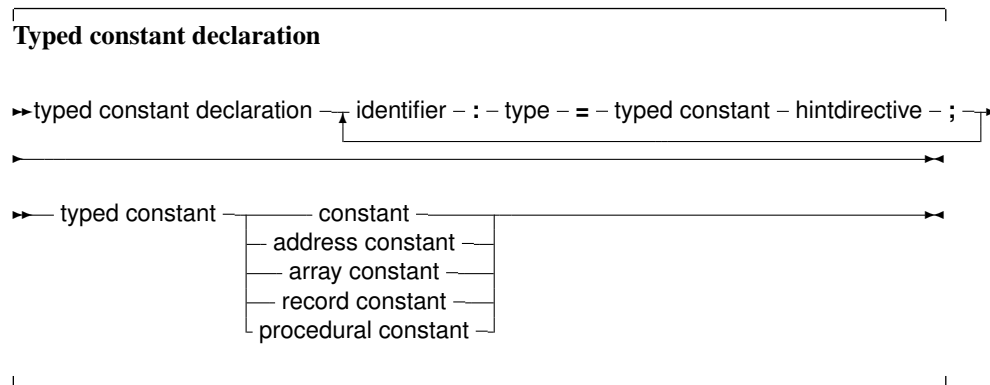 Typed constant declaration
typed constant declaration identifier : type = typed constant hintdirective ;
typed constant constant
address constant
array constant
record constant
procedural constant